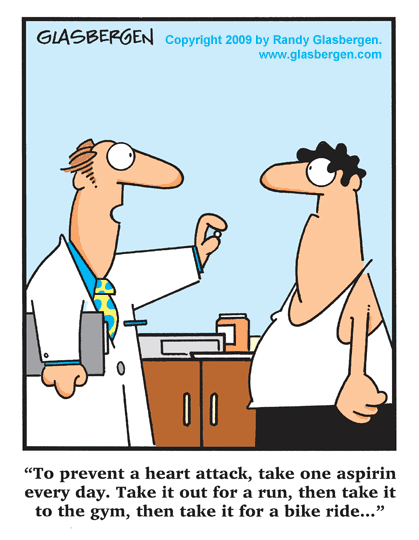 GLASBERGEN
Copyright 2009 by Randy Glasbergen.
www.glasbergen.com
“To prevent a heart attack, take one aspirin
every day. Take it out for a run, then take it
to the gym, then take it for a bike ride...”